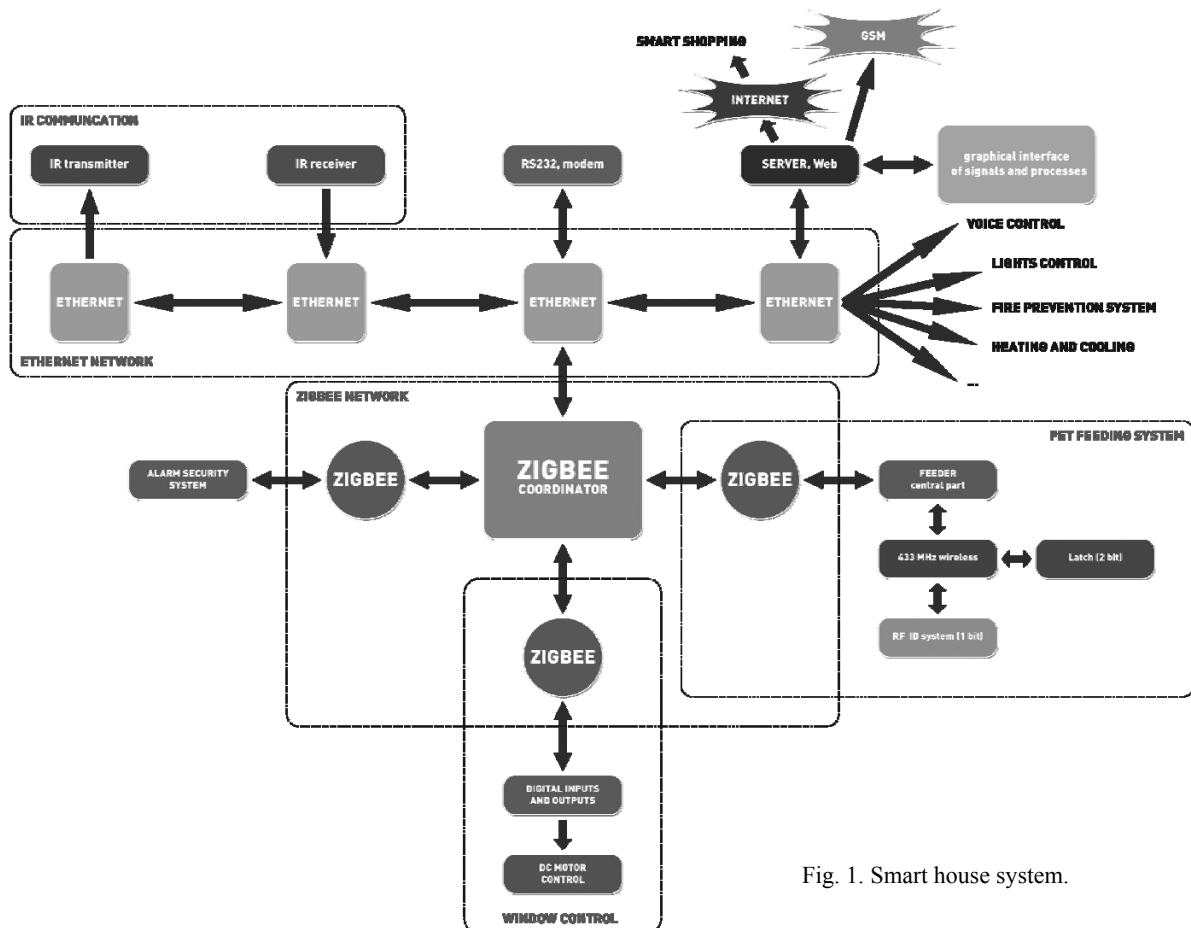 SMART SHOPPING
GSM
INTERNET
IR COMMUNCATION
IR transmitter
IR receiver
RS232, modem
SERVER, Web
graphical interface
of signals and processes
VOICE CONTROL
LIGHTS CONTROL
FIRE PREVENTION SYSTEM
HEATING AND COOLING
...
ETHERNET
ETHERNET
ETHERNET
ETHERNET
ETHERNET NETWORK
ZIGBEE NETWORK
PET FEEDING SYSTEM
ALARM SECURITY
SYSTEM
ZIGBEE
ZIGBEE
COORDINATOR
ZIGBEE
FEEDER
central part
433 MHz wireless
Latch (2 bit)
RF ID system (1 bit)
ZIGBEE
DIGITAL INPUTS
AND OUTPUTS
DC MOTOR
CONTROL
WINDOW CONTROL
Fig. 1. Smart house system.